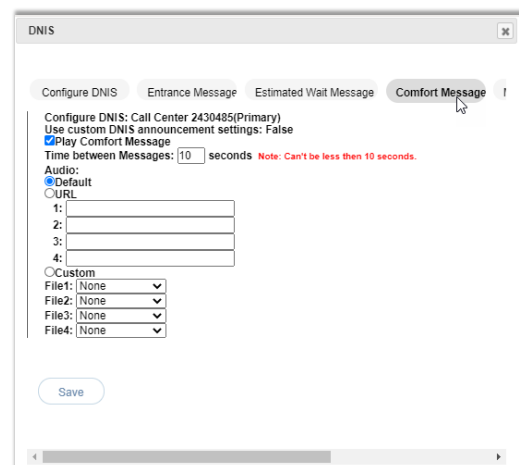 DNIS
Configure DNIS Entrance Message Estimated Wait Message Comfort Message
Configure DNIS: Call Center 2430485(Primary)
Use custom DNIS announcement settings: False
Play Comfort Message
Time between Messages: 10 seconds Note: Can't be less then 10 seconds.
Audio:
Default
URL
1:
2:
3:
4:
Custom
File1: None
File2: None
File3: None
File4: None
Save